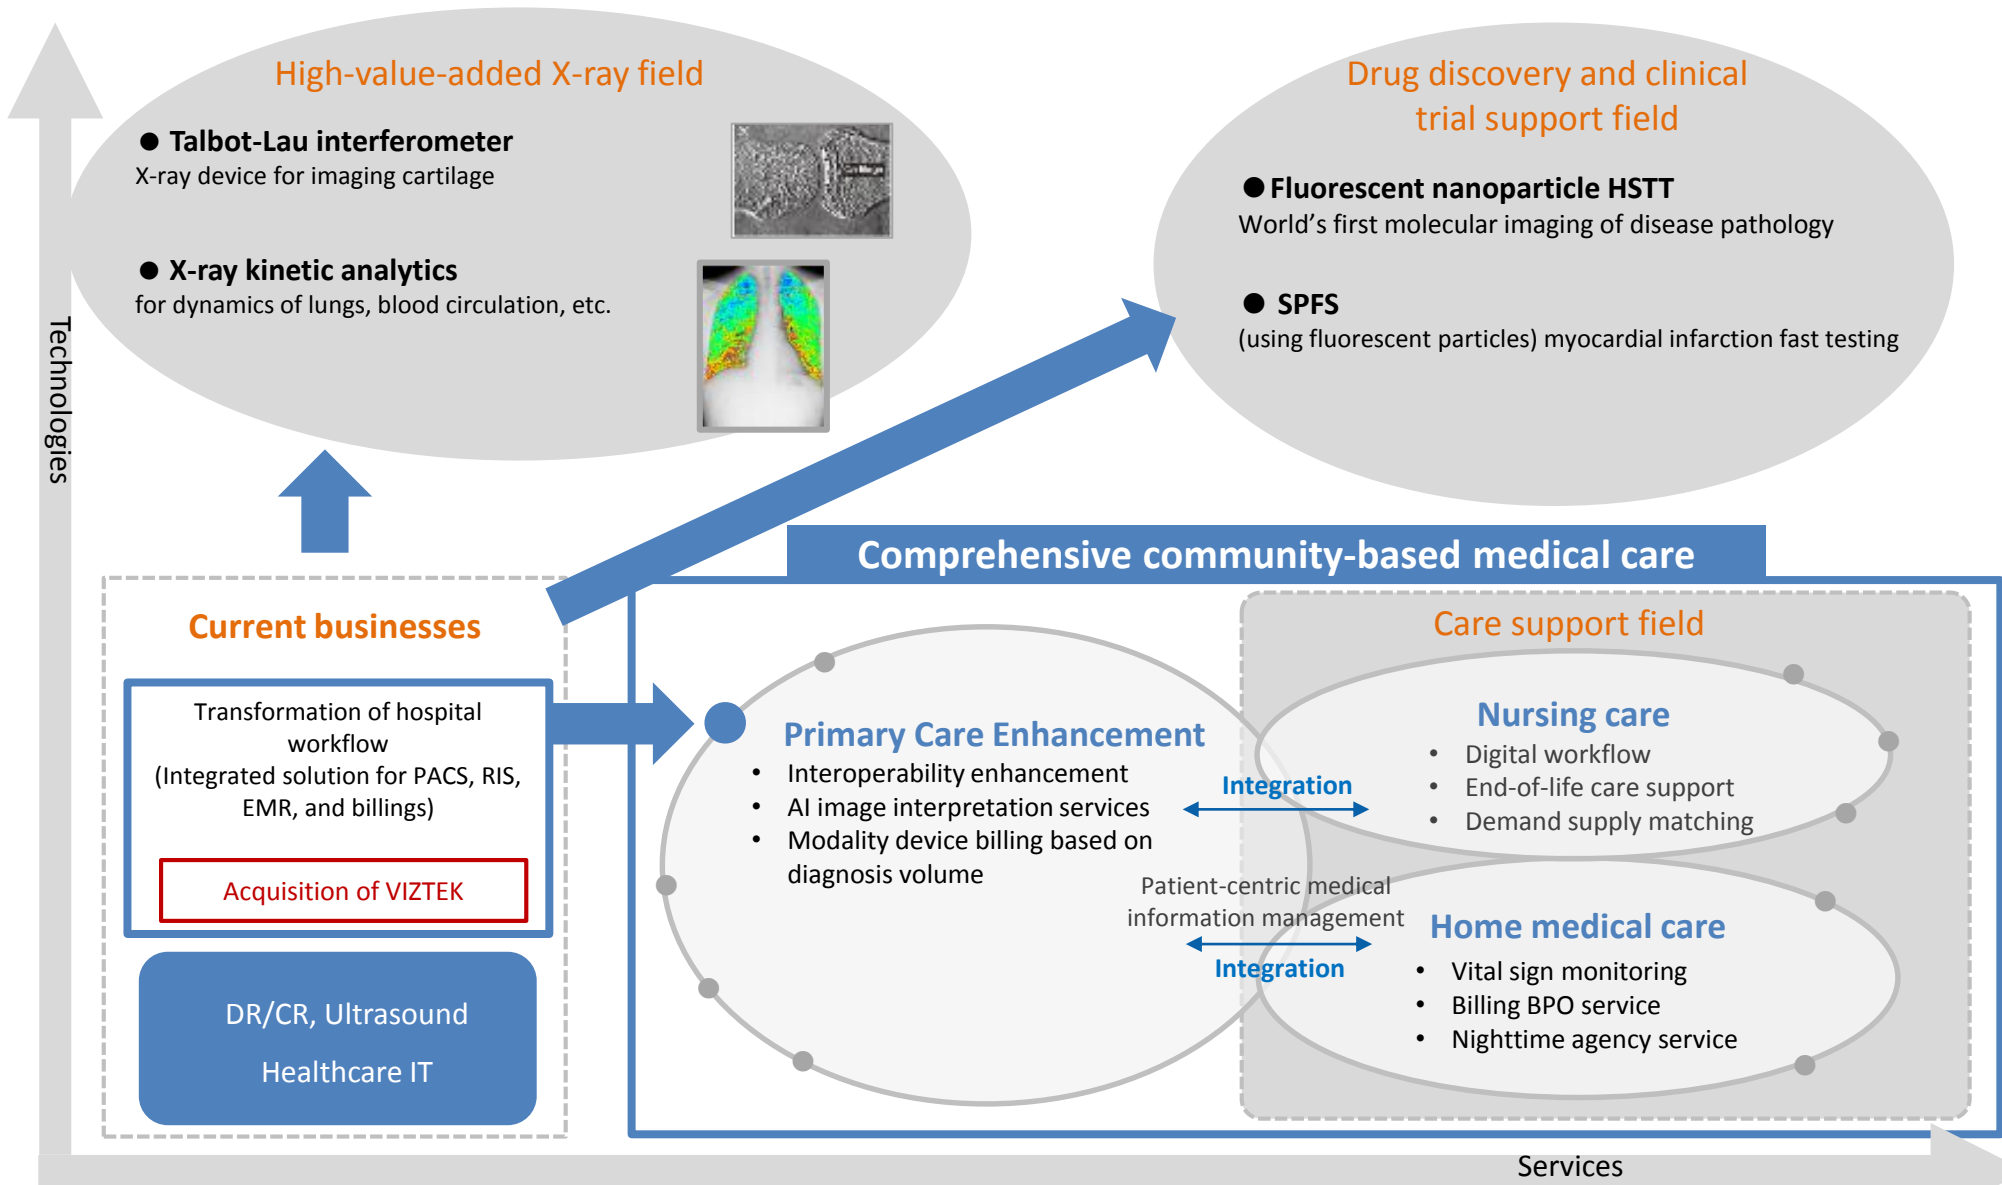 High-value-added X-ray field
● Talbot-Lau interferometer
X-ray device for imaging cartilage
● X-ray kinetic analytics
for dynamics of lungs, blood circulation, etc.
Drug discovery and clinical
trial support field
●Fluorescent nanoparticle HSTT
World's first molecular imaging of disease pathology
● SPFS
(using fluorescent particles) myocardial infarction fast testing
Technologies
Comprehensive community-based medical care
Current businesses
Transformation of hospital
workflow
(Integrated solution for PACS, RIS,
EMR, and billings)
Acquisition of VIZTEK
DR/CR, Ultrasound
Healthcare IT
Primary Care Enhancement
• Interoperability enhancement
• AI image interpretation services
• Modality device billing based on
diagnosis volume
Integration
Patient-centric medical
information management
Integration
Care support field
Nursing care
• Digital workflow
• End-of-life care support
• Demand supply matching
Home medical care
• Vital sign monitoring
• Billing BPO service
• Nighttime agency service
Services